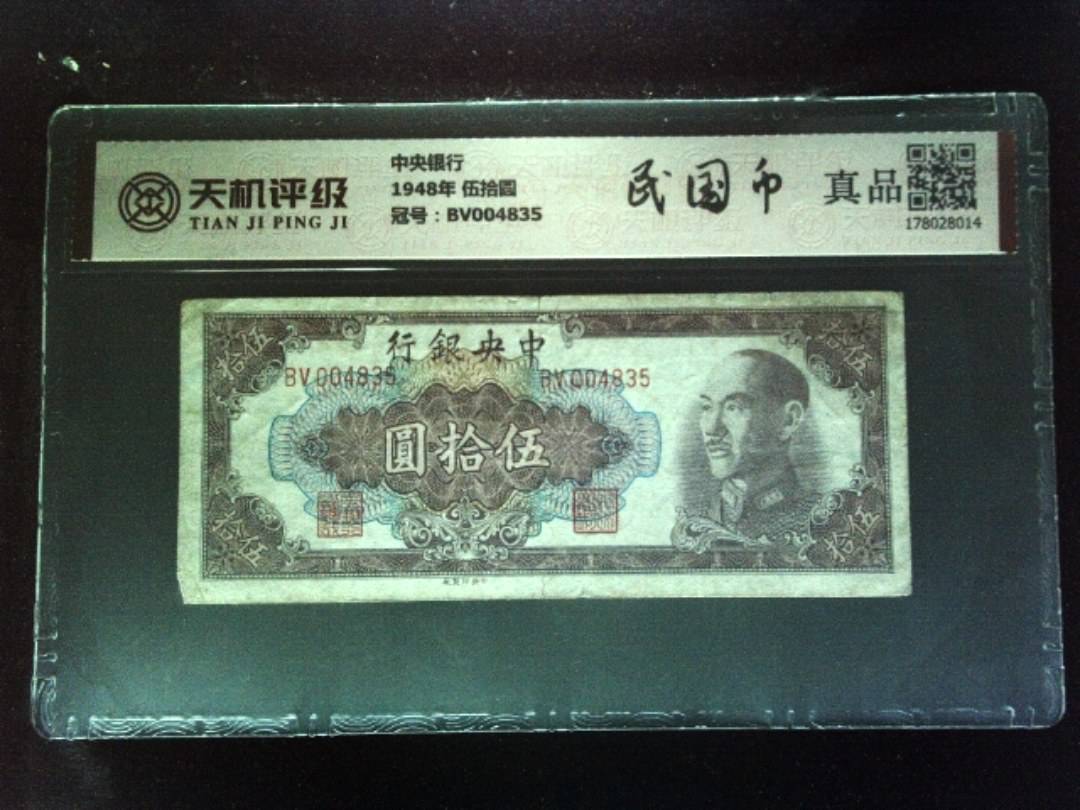 天机评级
TIAN JI PING JI
中央银行
1948年 伍拾圆
冠号：BV004835
民国币
真品
178028014
行銀央中
BV004835 BV004835
圓拾伍
拾伍
拾伍
拾伍
拾伍